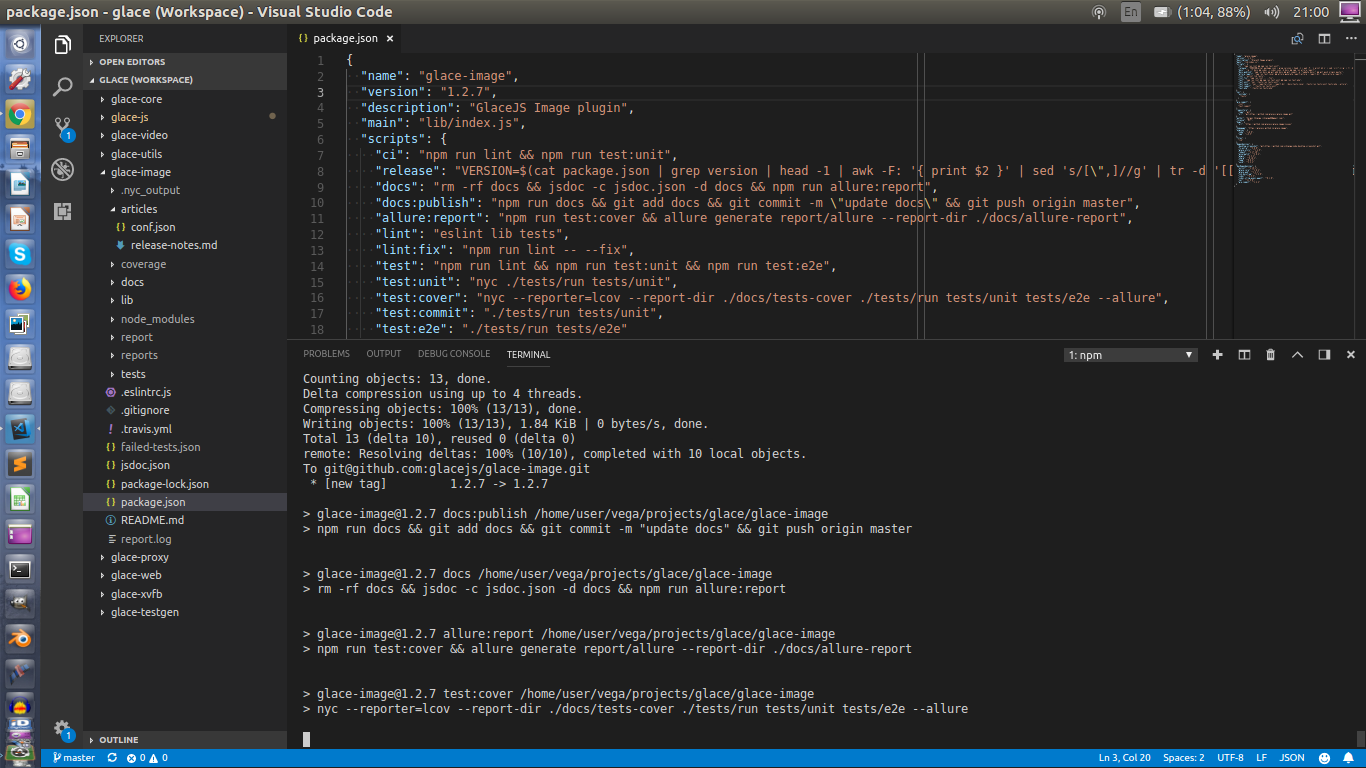 package.json - glace (Workspace) - Visual Studio Code
En
(1:04, 88%)
21:00
EXPLORER
OPEN EDITORS
GLACE (WORKSPACE)
glace-core
glace-js
glace-video
glace-utils
glace-image
.nyc_output
articles
conf.json
release-notes.md
coverage
docs
lib
node_modules
report
reports
tests
.eslintrc.js
.gitignore
.travis.yml
failed-tests.json
jsdoc.json
package-lock.json
package.json
README.md
report.log
glace-proxy
glace-web
glace-xvfb
glace-testgen
OUTLINE
1
1
package.json
1 {
2 "name": "glace-image",
3 "version": "1.2.7",
4 "description": "GlaceJS Image plugin",
5 "main": "lib/index.js",
6 "scripts": {
7 "ci": "npm run lint && npm run test:unit",
8 "release": "VERSION=$(cat package.json | grep version | head -1 | awk -F: '{ print $2 }' | sed 's/[\",]//g' | tr -d '[[
9 "docs": "rm -rf docs && jsdoc -c jsdoc.json -d docs && npm run allure:report",
10 "docs:publish": "npm run docs && git add docs && git commit -m \"update docs\" && git push origin master",
11 "allure:report": "npm run test:cover && allure generate report/allure --report-dir ./docs/allure-report",
12 "lint": "eslint lib tests",
13 "lint:fix": "npm run lint -- --fix",
14 "test": "npm run lint && npm run test:unit && npm run test:e2e",
15 "test:unit": "nyc ./tests/run tests/unit",
16 "test:cover": "nyc --reporter=lcov --report-dir ./docs/tests-cover ./tests/run tests/unit tests/e2e --allure",
17 "test:commit": "./tests/run tests/unit",
18 "test:e2e": "./tests/run tests/e2e"
PROBLEMS OUTPUT DEBUG CONSOLE TERMINAL
1: npm
Counting objects: 13, done.
Delta compression using up to 4 threads.
Compressing objects: 100% (13/13), done.
Writing objects: 100% (13/13), 1.84 KiB | 0 bytes/s, done.
Total 13 (delta 10), reused 0 (delta 0)
remote: Resolving deltas: 100% (10/10), completed with 10 local objects.
To git@github.com:glacejs/glace-image.git
* [new tag] 1.2.7 -> 1.2.7
> glace-image@1.2.7 docs:publish /home/user/vega/projects/glace/glace-image
> npm run docs && git add docs && git commit -m "update docs" && git push origin master
> glace-image@1.2.7 docs /home/user/vega/projects/glace/glace-image
> rm -rf docs && jsdoc -c jsdoc.json -d docs && npm run allure:report
> glace-image@1.2.7 allure:report /home/user/vega/projects/glace/glace-image
> npm run test:cover && allure generate report/allure --report-dir ./docs/allure-report
> glace-image@1.2.7 test:cover /home/user/vega/projects/glace/glace-image
> nyc --reporter=lcov --report-dir ./docs/tests-cover ./tests/run tests/unit tests/e2e --allure
master
0
0
Ln 3, Col 20
Spaces: 2
UTF-8
LF
JSON